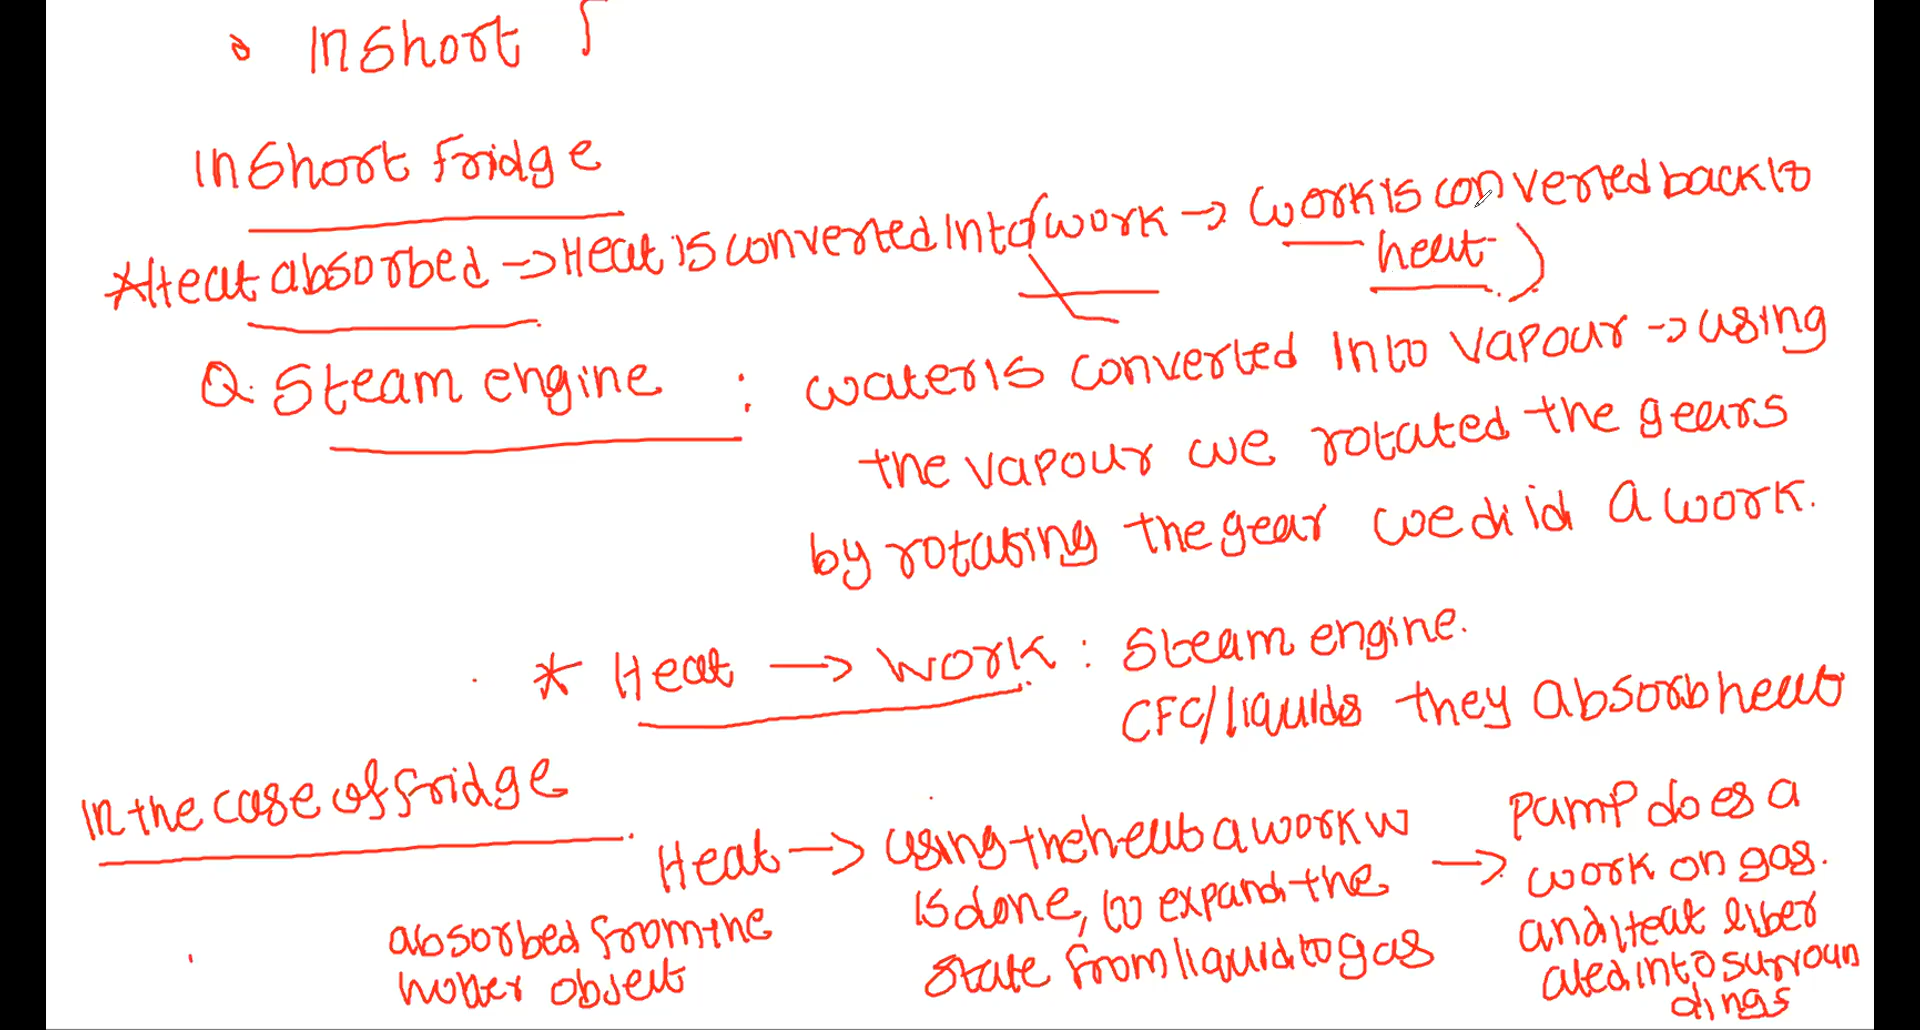 • In Short
In Short fridge
*Heat absorbed → Heat is converted into (work → work is converted back to
heat)
Q. Steam engine : water is converted into vapour → using
the vapour we rotated the gears
by rotating the gear we did a work.
* Heat → work : Steam engine.
CFC/liquids they absorb heat
In the case of fridge
Heat → using the heat a work w
is done, to expand the
state from liquid to gas
absorbed from the
hotter object
→ pump does a
work on gas.
and Heat liber
ated into surroun
dings